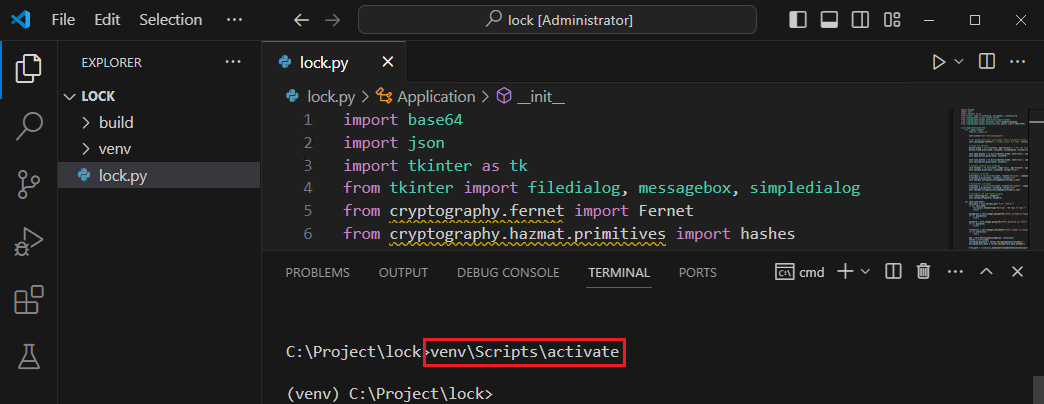 File Edit Selection ··· lock [Administrator]
EXPLORER ···
LOCK
build
venv
lock.py
lock.py
lock.py > Application > __init__
1 import base64
2 import json
3 import tkinter as tk
4 from tkinter import filedialog, messagebox, simpledialog
5 from cryptography.fernet import Fernet
6 from cryptography.hazmat.primitives import hashes
PROBLEMS OUTPUT DEBUG CONSOLE TERMINAL PORTS cmd ···
C:\Project\lock>venv\Scripts\activate
(venv) C:\Project\lock>